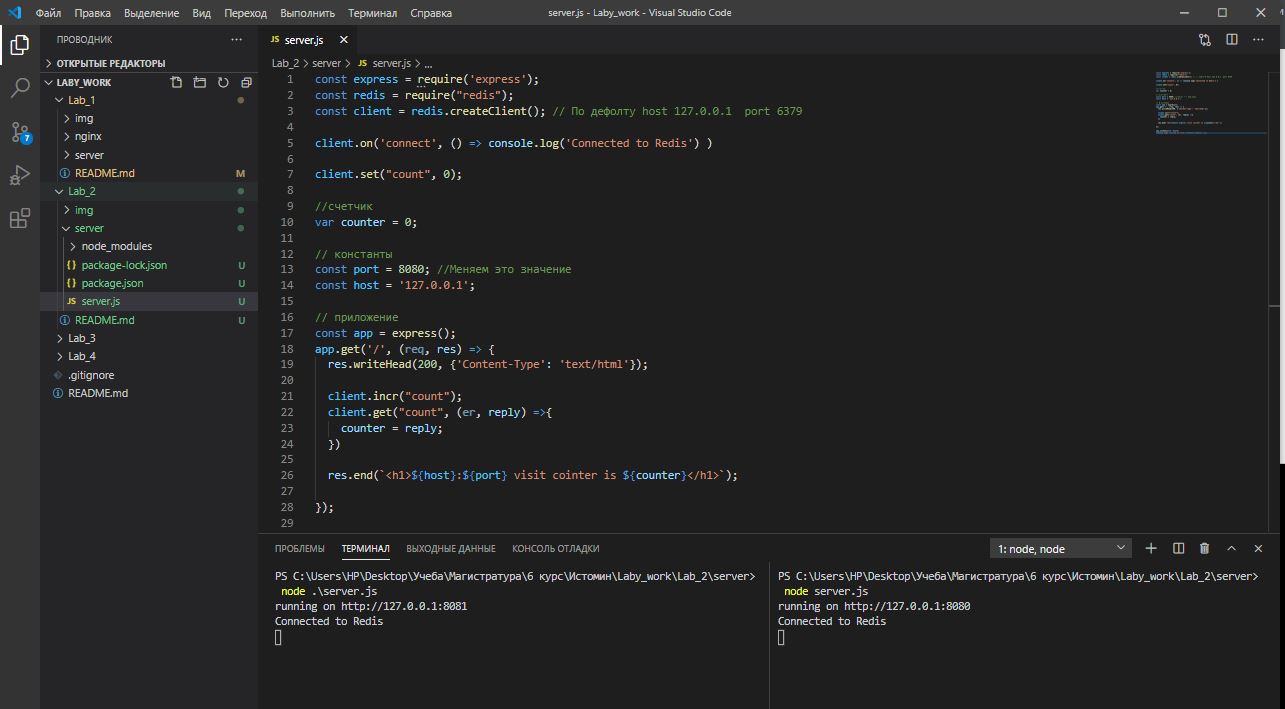 Файл Правка Выделение Вид Переход Выполнить Терминал Справка server.js - Laby_work - Visual Studio Code
ПРОВОДНИК ...
ОТКРЫТЫЕ РЕДАКТОРЫ
LABY_WORK
Lab_1
img
nginx
server
README.md M
Lab_2
img
server
node_modules
{} package-lock.json U
{} package.json U
JS server.js U
README.md U
Lab_3
Lab_4
.gitignore
README.md
7
JS server.js
Lab_2 > server > JS server.js > ...
1 const express = require('express');
2 const redis = require("redis");
3 const client = redis.createClient(); // По дефолту host 127.0.0.1  port 6379
4
5 client.on('connect', () => console.log('Connected to Redis') )
6
7 client.set("count", 0);
8
9 //счетчик
10 var counter = 0;
11
12 // константы
13 const port = 8080; //Меняем это значение
14 const host = '127.0.0.1';
15
16 // приложение
17 const app = express();
18 app.get('/', (req, res) => {
19 res.writeHead(200, {'Content-Type': 'text/html'});
20
21 client.incr("count");
22 client.get("count", (er, reply) =>{
23 counter = reply;
24 })
25
26 res.end(`<h1>${host}:${port} visit cointer is ${counter}</h1>`);
27
28 });
29
ПРОБЛЕМЫ ТЕРМИНАЛ ВЫХОДНЫЕ ДАННЫЕ КОНСОЛЬ ОТЛАДКИ 1: node, node
PS C:\Users\HP\Desktop\Учеба\Магистратура\6 курс\Истомин\Laby_work\Lab_2\server>
node .\server.js
running on http://127.0.0.1:8081
Connected to Redis
PS C:\Users\HP\Desktop\Учеба\Магистратура\6 курс\Истомин\Laby_work\Lab_2\server>
node server.js
running on http://127.0.0.1:8080
Connected to Redis